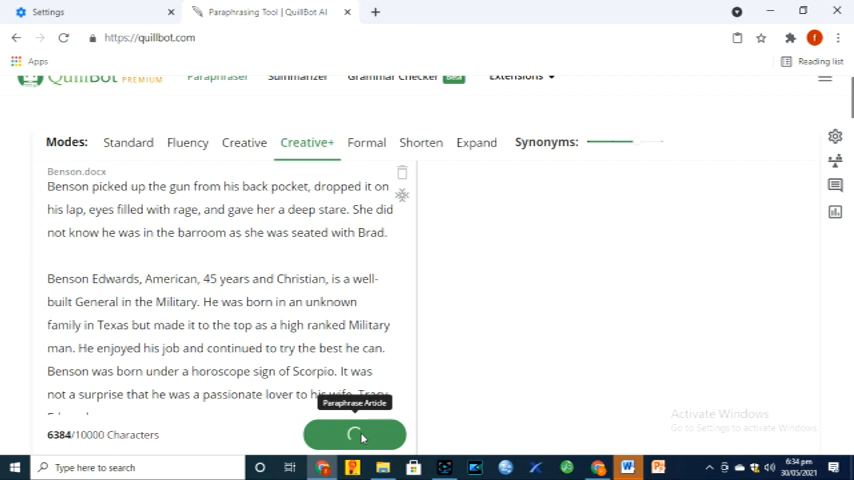 Settings
Paraphrasing Tool | QuillBot AI
https://quillbot.com
Apps
Reading list
QuillBot PREMIUM
Paraphraser
Summarizer
Grammar Checker
Beta
Extensions
Modes: Standard Fluency Creative Creative+ Formal Shorten Expand Synonyms:
Benson.docx
Benson picked up the gun from his back pocket, dropped it on
his lap, eyes filled with rage, and gave her a deep stare. She did
not know he was in the barroom as she was seated with Brad.
Benson Edwards, American, 45 years and Christian, is a well-
built General in the Military. He was born in an unknown
family in Texas but made it to the top as a high ranked Military
man. He enjoyed his job and continued to try the best he can.
Benson was born under a horoscope sign of Scorpio. It was
not a surprise that he was a passionate lover to his wife, Tracy
Paraphrase Article
6384/10000 Characters
Activate Windows
Go to Settings to activate Windows.
Type here to search
6:34 pm
30/05/2021